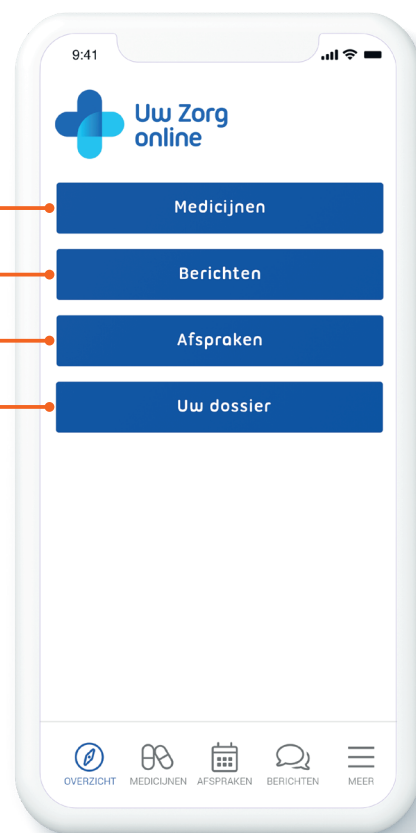 9:41
Uw Zorg
online
Medicijnen
Berichten
Afspraken
Uw dossier
OVERZICHT MEDICIJNEN AFSPRAKEN BERICHTEN MEER